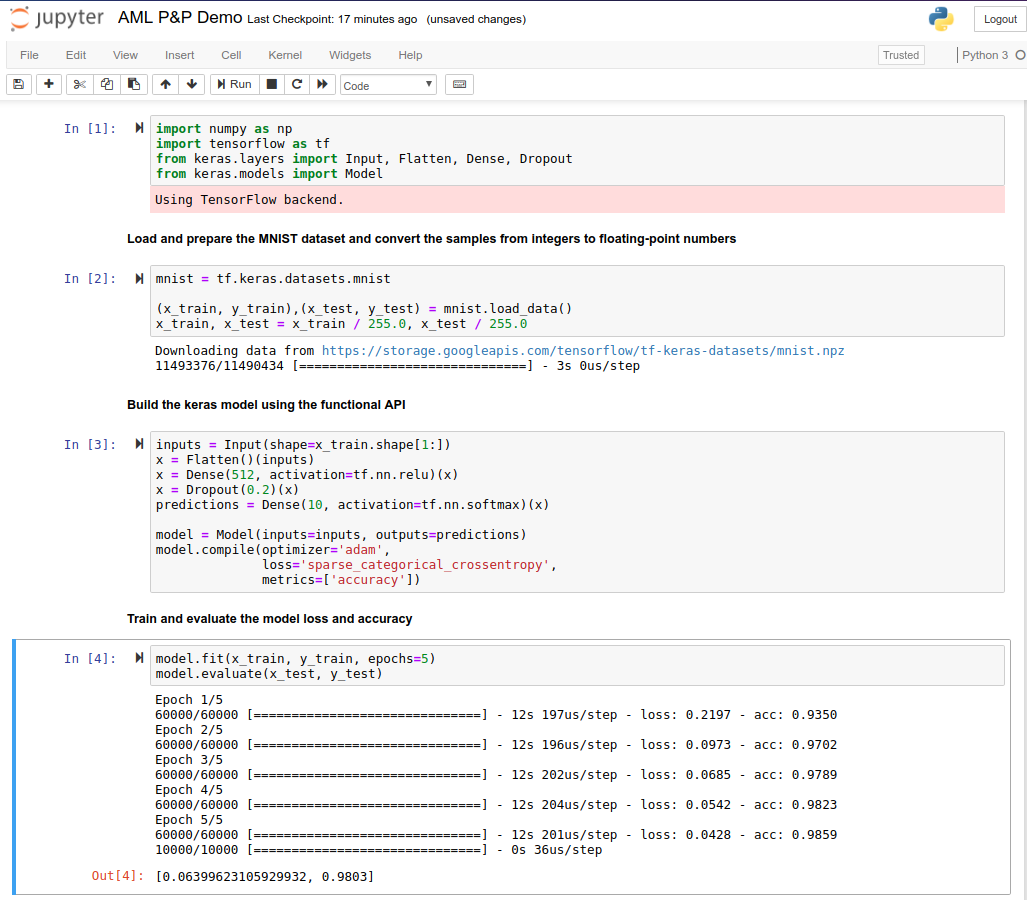 jupyter AML P&P Demo Last Checkpoint: 17 minutes ago (unsaved changes) Logout
File Edit View Insert Cell Kernel Widgets Help Trusted Python 3
Run Code
In [1]: import numpy as np
import tensorflow as tf
from keras.layers import Input, Flatten, Dense, Dropout
from keras.models import Model
Using TensorFlow backend.
Load and prepare the MNIST dataset and convert the samples from integers to floating-point numbers
In [2]: mnist = tf.keras.datasets.mnist
(x_train, y_train),(x_test, y_test) = mnist.load_data()
x_train, x_test = x_train / 255.0, x_test / 255.0
Downloading data from https://storage.googleapis.com/tensorflow/tf-keras-datasets/mnist.npz
11493376/11490434 [==============================] - 3s 0us/step
Build the keras model using the functional API
In [3]: inputs = Input(shape=x_train.shape[1:])
x = Flatten()(inputs)
x = Dense(512, activation=tf.nn.relu)(x)
x = Dropout(0.2)(x)
predictions = Dense(10, activation=tf.nn.softmax)(x)
model = Model(inputs=inputs, outputs=predictions)
model.compile(optimizer='adam',
loss='sparse_categorical_crossentropy',
metrics=['accuracy'])
Train and evaluate the model loss and accuracy
In [4]: model.fit(x_train, y_train, epochs=5)
model.evaluate(x_test, y_test)
Epoch 1/5
60000/60000 [==============================] - 12s 197us/step - loss: 0.2197 - acc: 0.9350
Epoch 2/5
60000/60000 [==============================] - 12s 196us/step - loss: 0.0973 - acc: 0.9702
Epoch 3/5
60000/60000 [==============================] - 12s 202us/step - loss: 0.0685 - acc: 0.9789
Epoch 4/5
60000/60000 [==============================] - 12s 204us/step - loss: 0.0542 - acc: 0.9823
Epoch 5/5
60000/60000 [==============================] - 12s 201us/step - loss: 0.0428 - acc: 0.9859
10000/10000 [==============================] - 0s 36us/step
Out[4]: [0.06399623105929932, 0.9803]